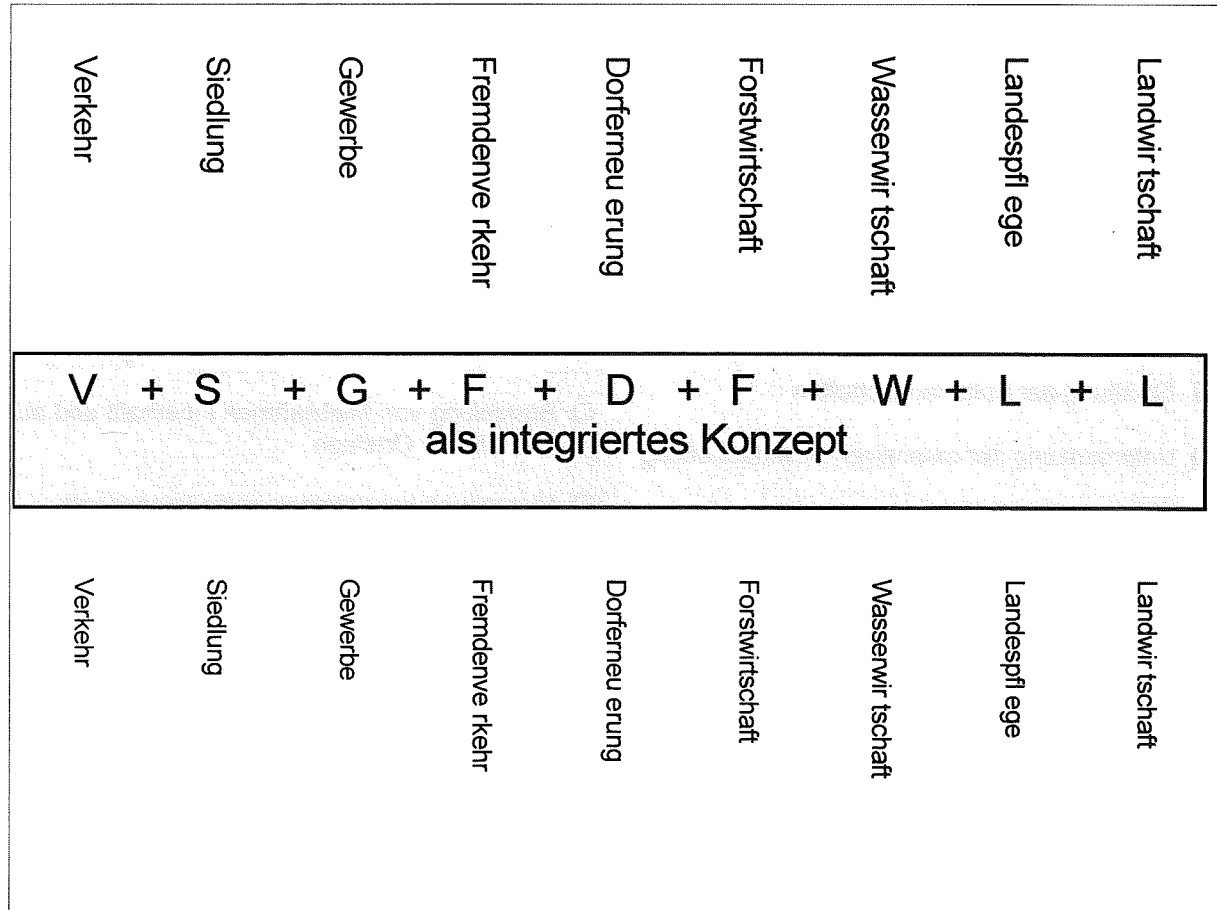 Verkehr
Siedlung
Gewerbe
Fremdenve rkehr
Dorferneu erung
Forstwirtschaft
Wasserwir tschaft
Landespfl ege
Landwir tschaft
V + S + G + F + D + F + W + L + L
als integriertes Konzept
Verkehr
Siedlung
Gewerbe
Fremdenve rkehr
Dorferneu erung
Forstwirtschaft
Wasserwir tschaft
Landespfl ege
Landwir tschaft